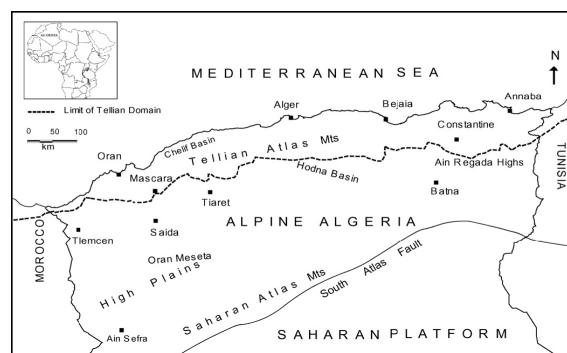 MEDITERRANEAN SEA
N
Limit of Tellian Domain
0 50 100
km
Alger
Bejaia
Annaba
Constantine
Chelif Basin
Tellian Atlas Mts
Oran
Ain Regada Highs
TUNISIA
Hodna Basin
Mascara
Tiaret
Batna
ALPINE ALGERIA
Saida
Tlemcen
MOROCCO
Oran Meseta
High Plains
Saharan Atlas Mts
South Atlas Fault
Ain Sefra
SAHARAN PLATFORM